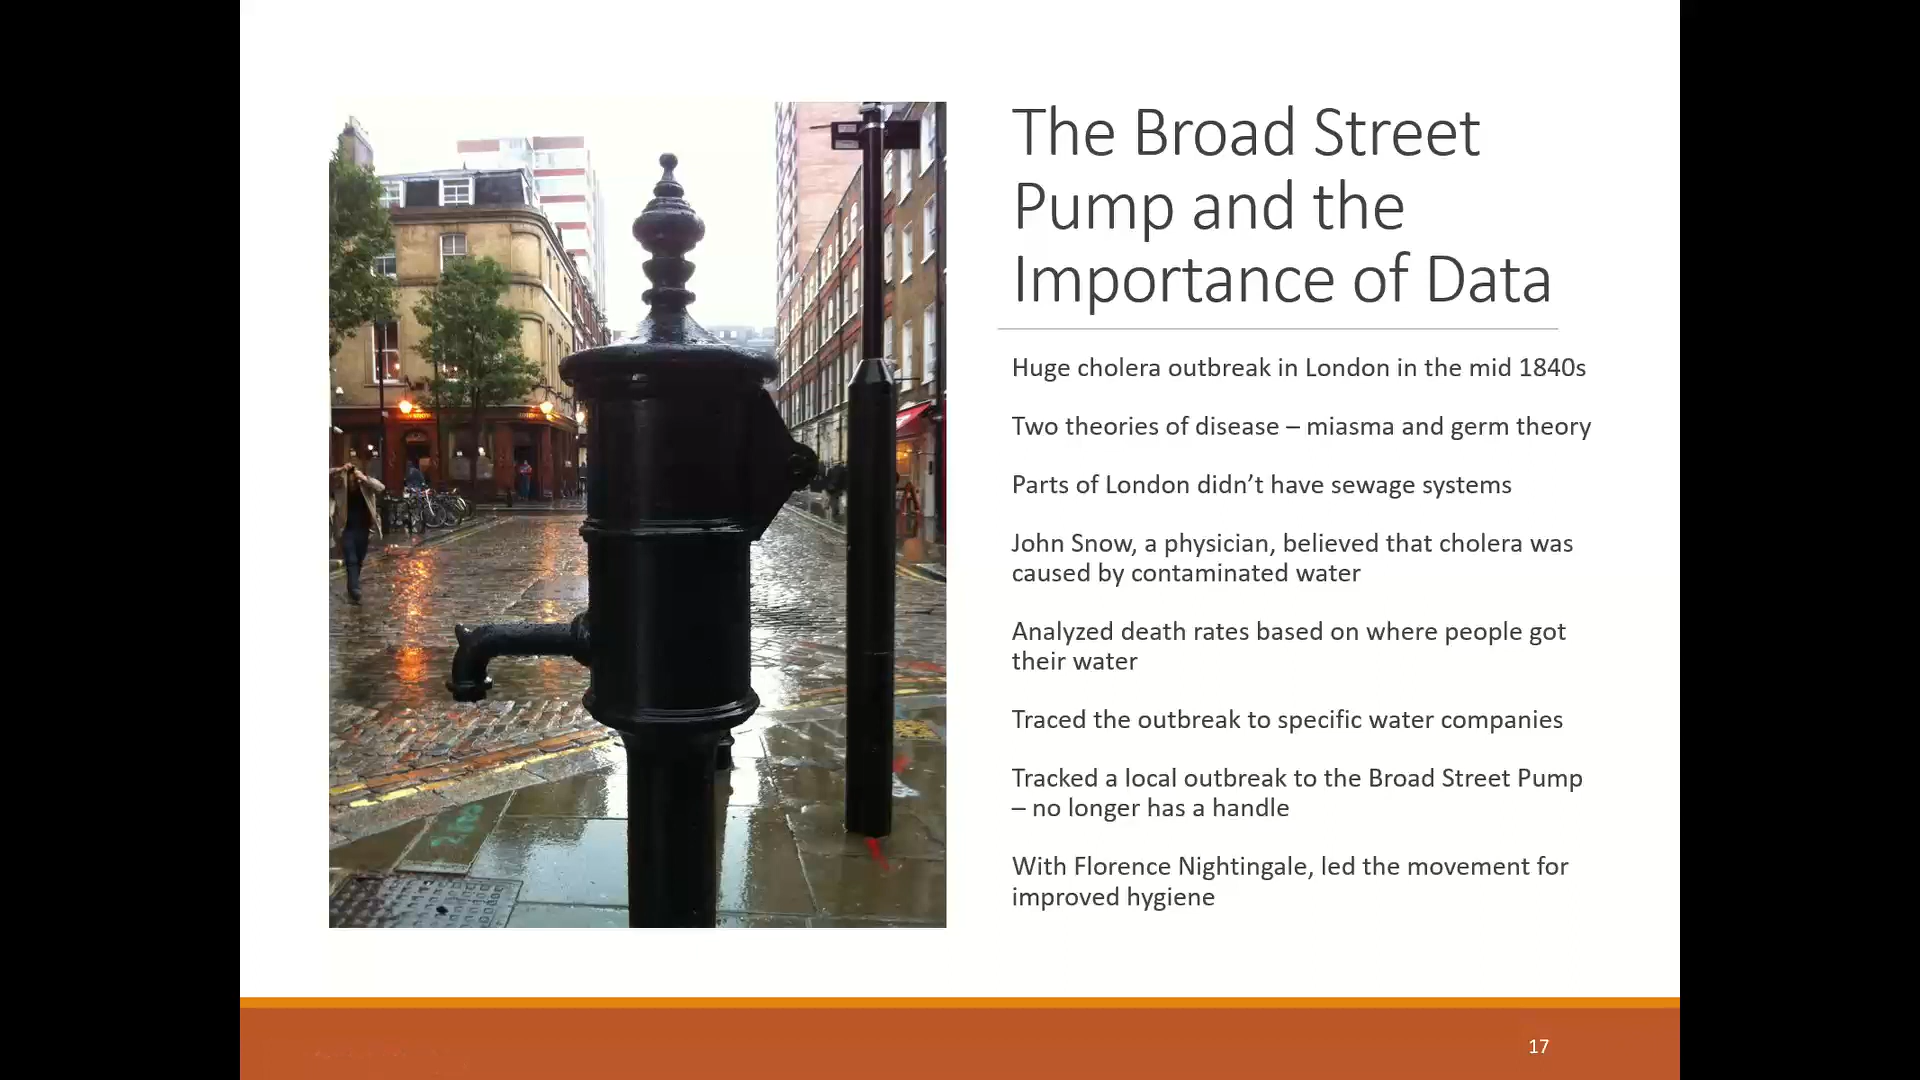 The Broad Street
Pump and the
Importance of Data
Huge cholera outbreak in London in the mid 1840s
Two theories of disease – miasma and germ theory
Parts of London didn’t have sewage systems
John Snow, a physician, believed that cholera was
caused by contaminated water
Analyzed death rates based on where people got
their water
Traced the outbreak to specific water companies
Tracked a local outbreak to the Broad Street Pump
– no longer has a handle
With Florence Nightingale, led the movement for
improved hygiene
17